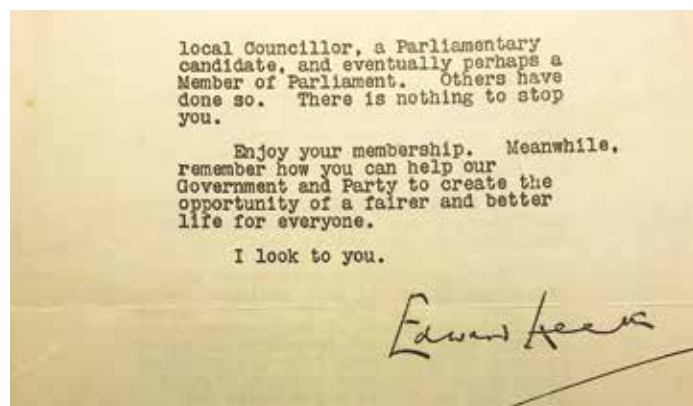 local Councillor, a Parliamentary
candidate, and eventually perhaps a
Member of Parliament. Others have
done so. There is nothing to stop
you.
Enjoy your membership. Meanwhile,
remember how you can help our
Government and Party to create the
opportunity of a fairer and better
life for everyone.
I look to you.
Edward Heath